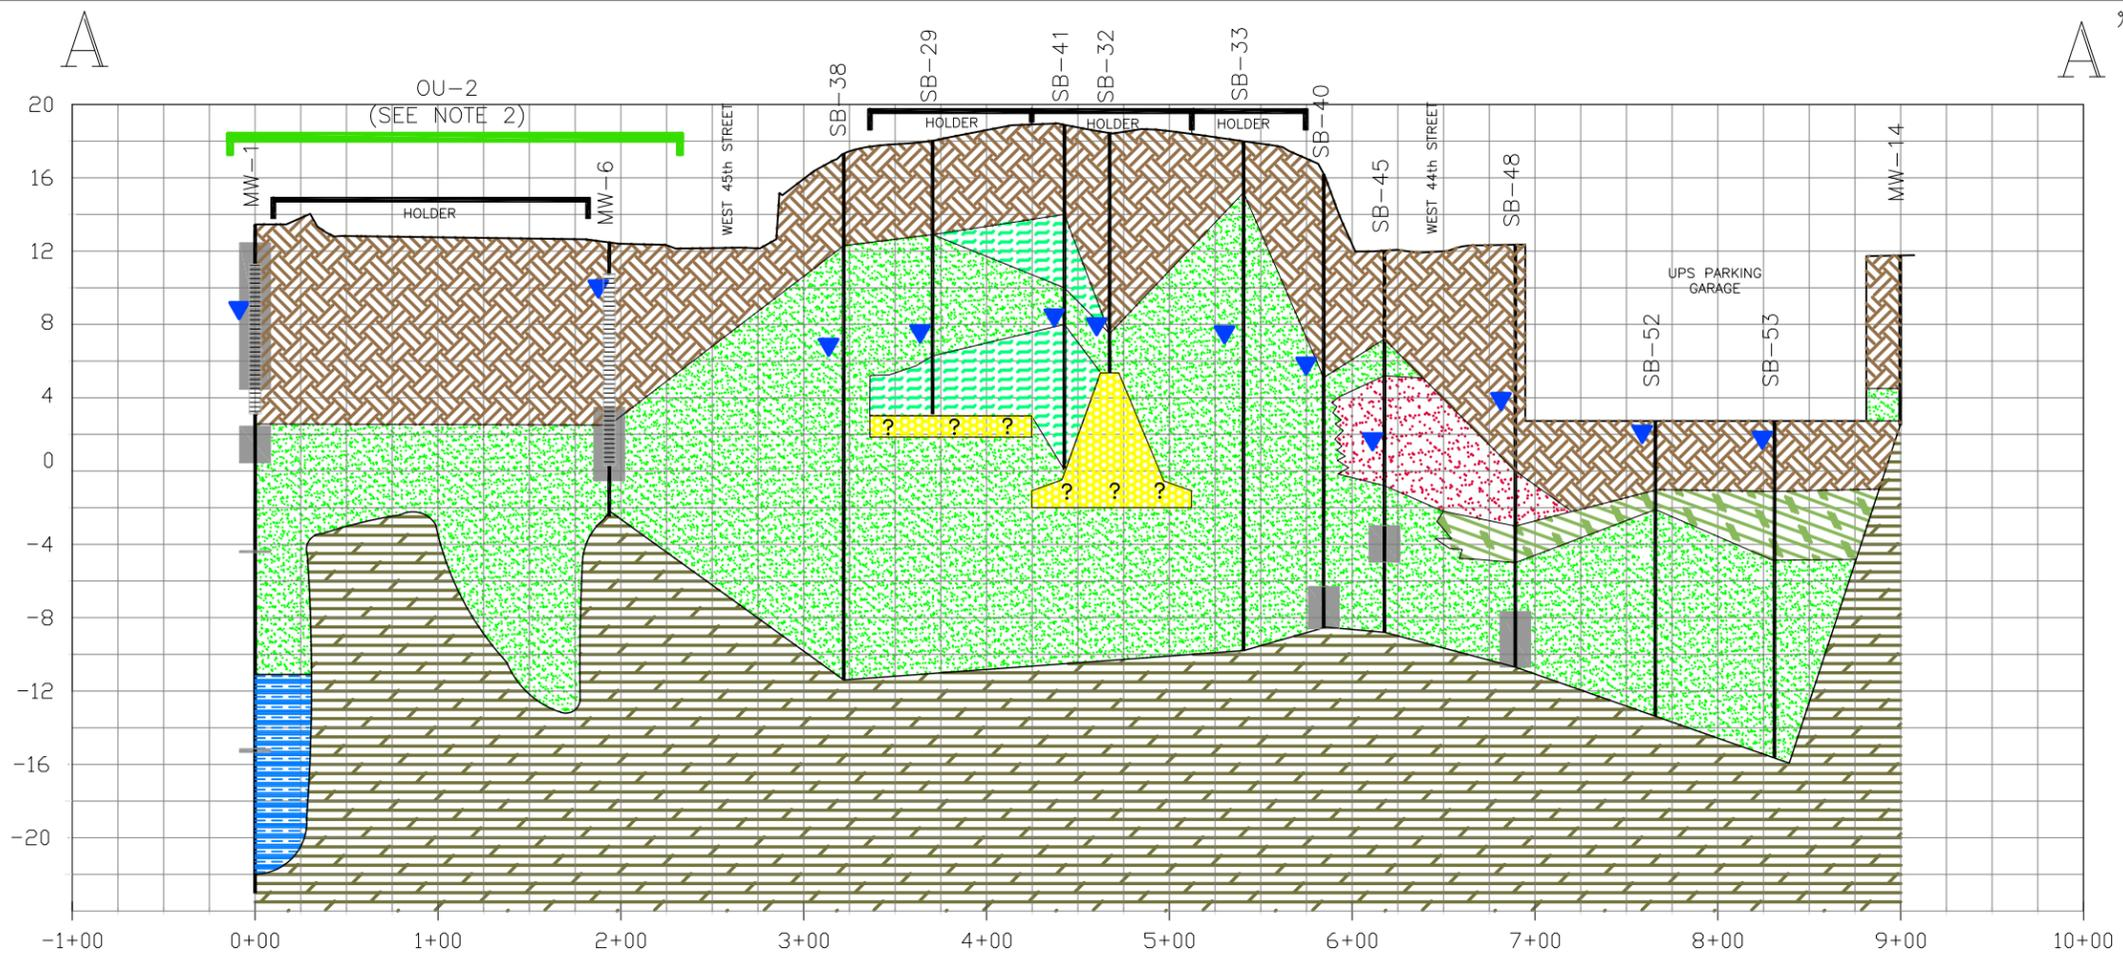 A
A'
OU-2
(SEE NOTE 2)
MW-1
HOLDER
MW-6
WEST 45th STREET
SB-38
SB-29
SB-41
SB-32
SB-33
SB-40
HOLDER
HOLDER
HOLDER
SB-45
WEST 44th STREET
SB-48
UPS PARKING
GARAGE
SB-52
SB-53
MW-14
20
16
12
8
4
0
-4
-8
-12
-16
-20
? ? ?
? ? ?
-1+00
0+00
1+00
2+00
3+00
4+00
5+00
6+00
7+00
8+00
9+00
10+00